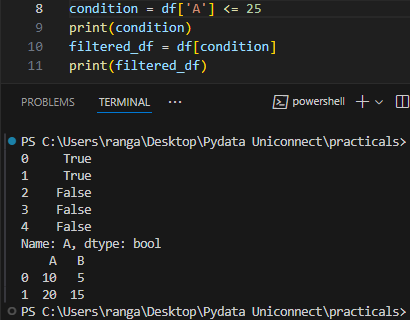 8 condition = df['A'] <= 25
9 print(condition)
10 filtered_df = df[condition]
11 print(filtered_df)
PROBLEMS TERMINAL ... powershell
PS C:\Users\ranga\Desktop\Pydata Uniconnect\practicals>
0 True
1 True
2 False
3 False
4 False
Name: A, dtype: bool
A B
0 10 5
1 20 15
PS C:\Users\ranga\Desktop\Pydata Uniconnect\practicals>